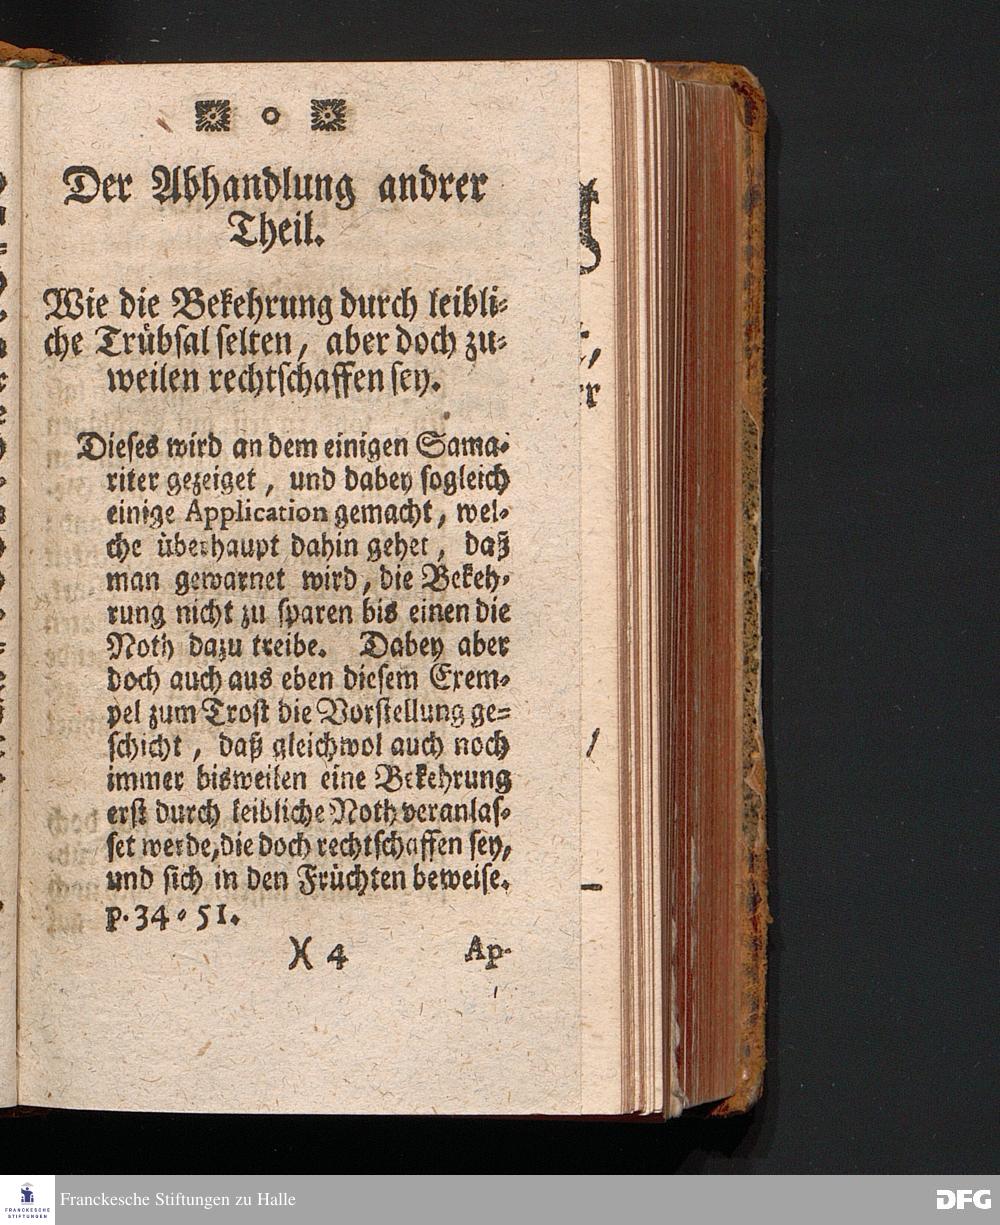 o
Der Abhandlung andrer
Theil.
Wie die Bekehrung durch leibli-
che Trübsal selten, aber doch zu-
weilen rechtschaffen sey.
Dieses wird an dem einigen Sama-
riter gezeiget, und dabey sogleich
einige Application gemacht, wel-
che überhaupt dahin gehet, daß
man gewarnet wird, die Bekeh-
rung nicht zu sparen bis einen die
Noth dazu treibe. Dabey aber
doch auch aus eben diesem Exem-
pel zum Trost die Vorstellung ge-
schicht, daß gleichwol auch noch
immer bisweilen eine Bekehrung
erst durch leibliche Noth veranlas-
set werde, die doch rechtschaffen sey,
und sich in den Früchten beweise.
p. 34-51.
)( 4 Ap-
FRANCKESCHE
STIFTUNGEN
Franckesche Stiftungen zu Halle
DFG